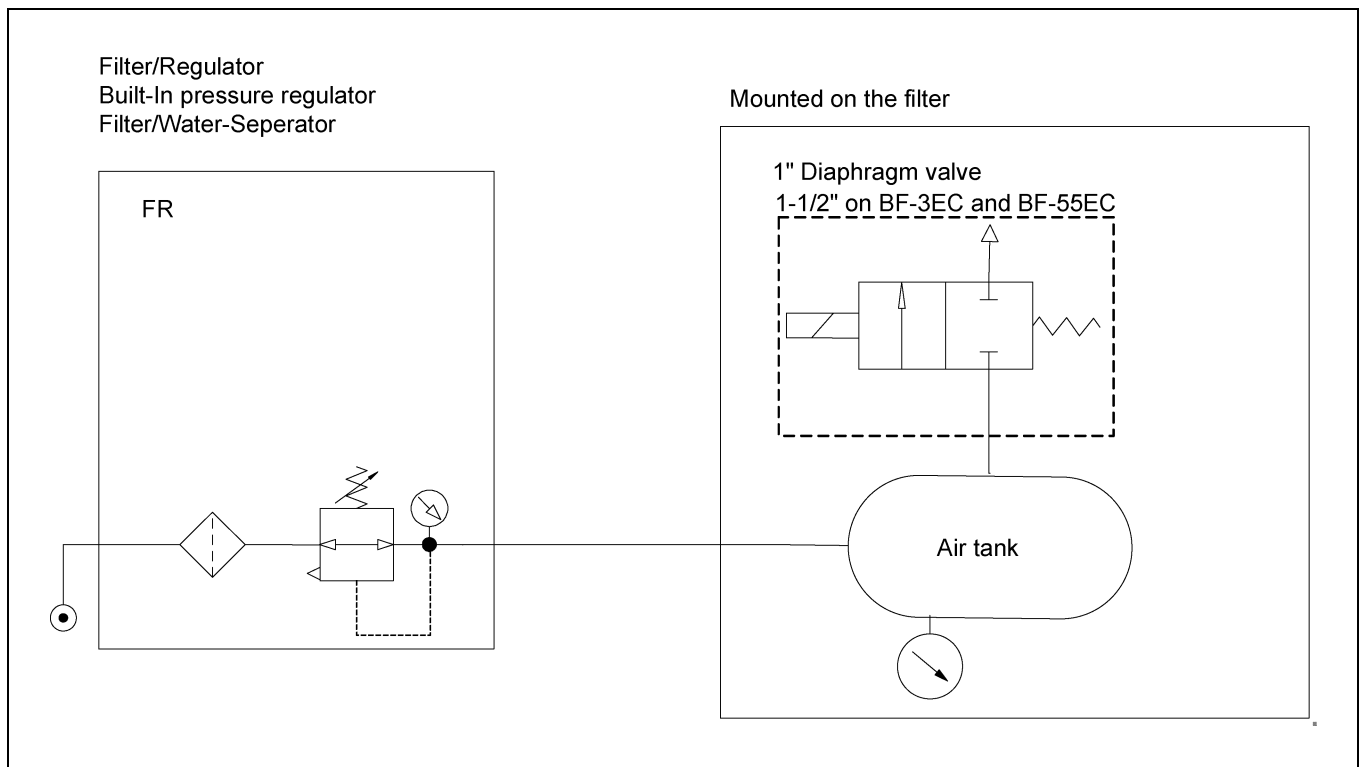 Filter/Regulator
Built-In pressure regulator
Filter/Water-Seperator
FR
Mounted on the filter
1" Diaphragm valve
1-1/2" on BF-3EC and BF-55EC
Air tank